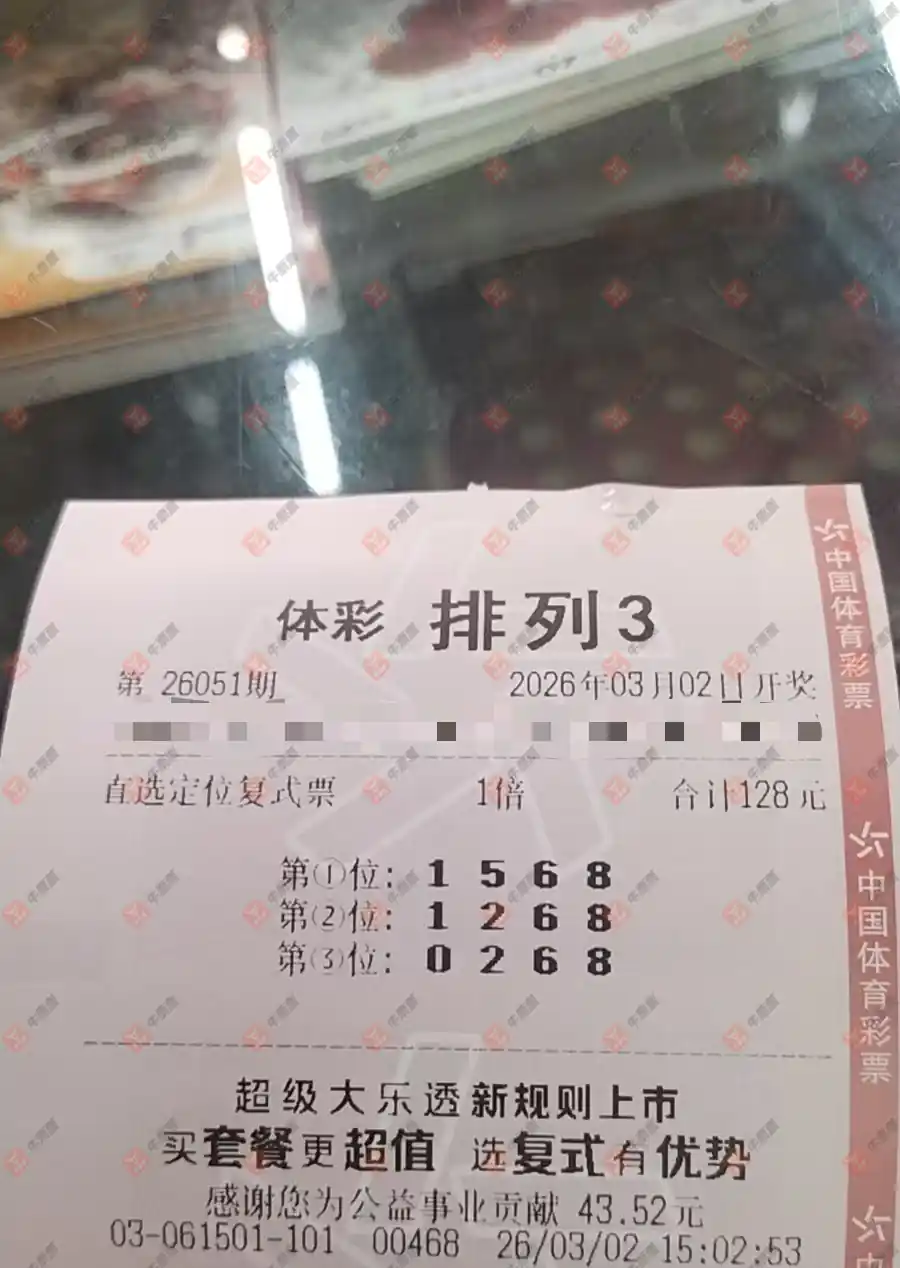 体彩 排列3
第 26051期 2026年03月02日开奖
直选定位复式票 1倍 合计128元
第①位: 1 5 6 8
第②位: 1 2 6 8
第③位: 0 2 6 8
超级大乐透新规则上市
买套餐更超值 选复式有优势
感谢您为公益事业贡献 43.52元
03-061501-101 00468 26/03/02 15:02:53
中国体育彩票
中国体育彩票
中